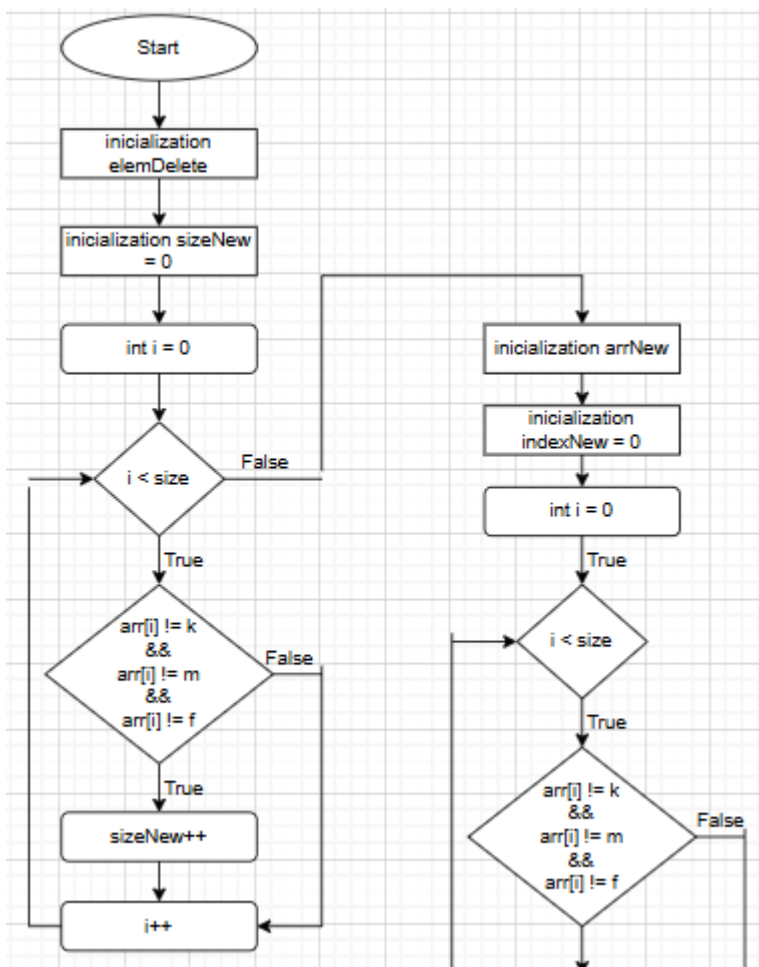 Start
inicialization
elemDelete
inicialization sizeNew
= 0
int i = 0
i < size
False
True
arr[i] != k
&&
arr[i] != m
&&
arr[i] != f
False
True
sizeNew++
i++
inicialization arrNew
inicialization
indexNew = 0
int i = 0
True
i < size
True
arr[i] != k
&&
arr[i] != m
&&
arr[i] != f
False